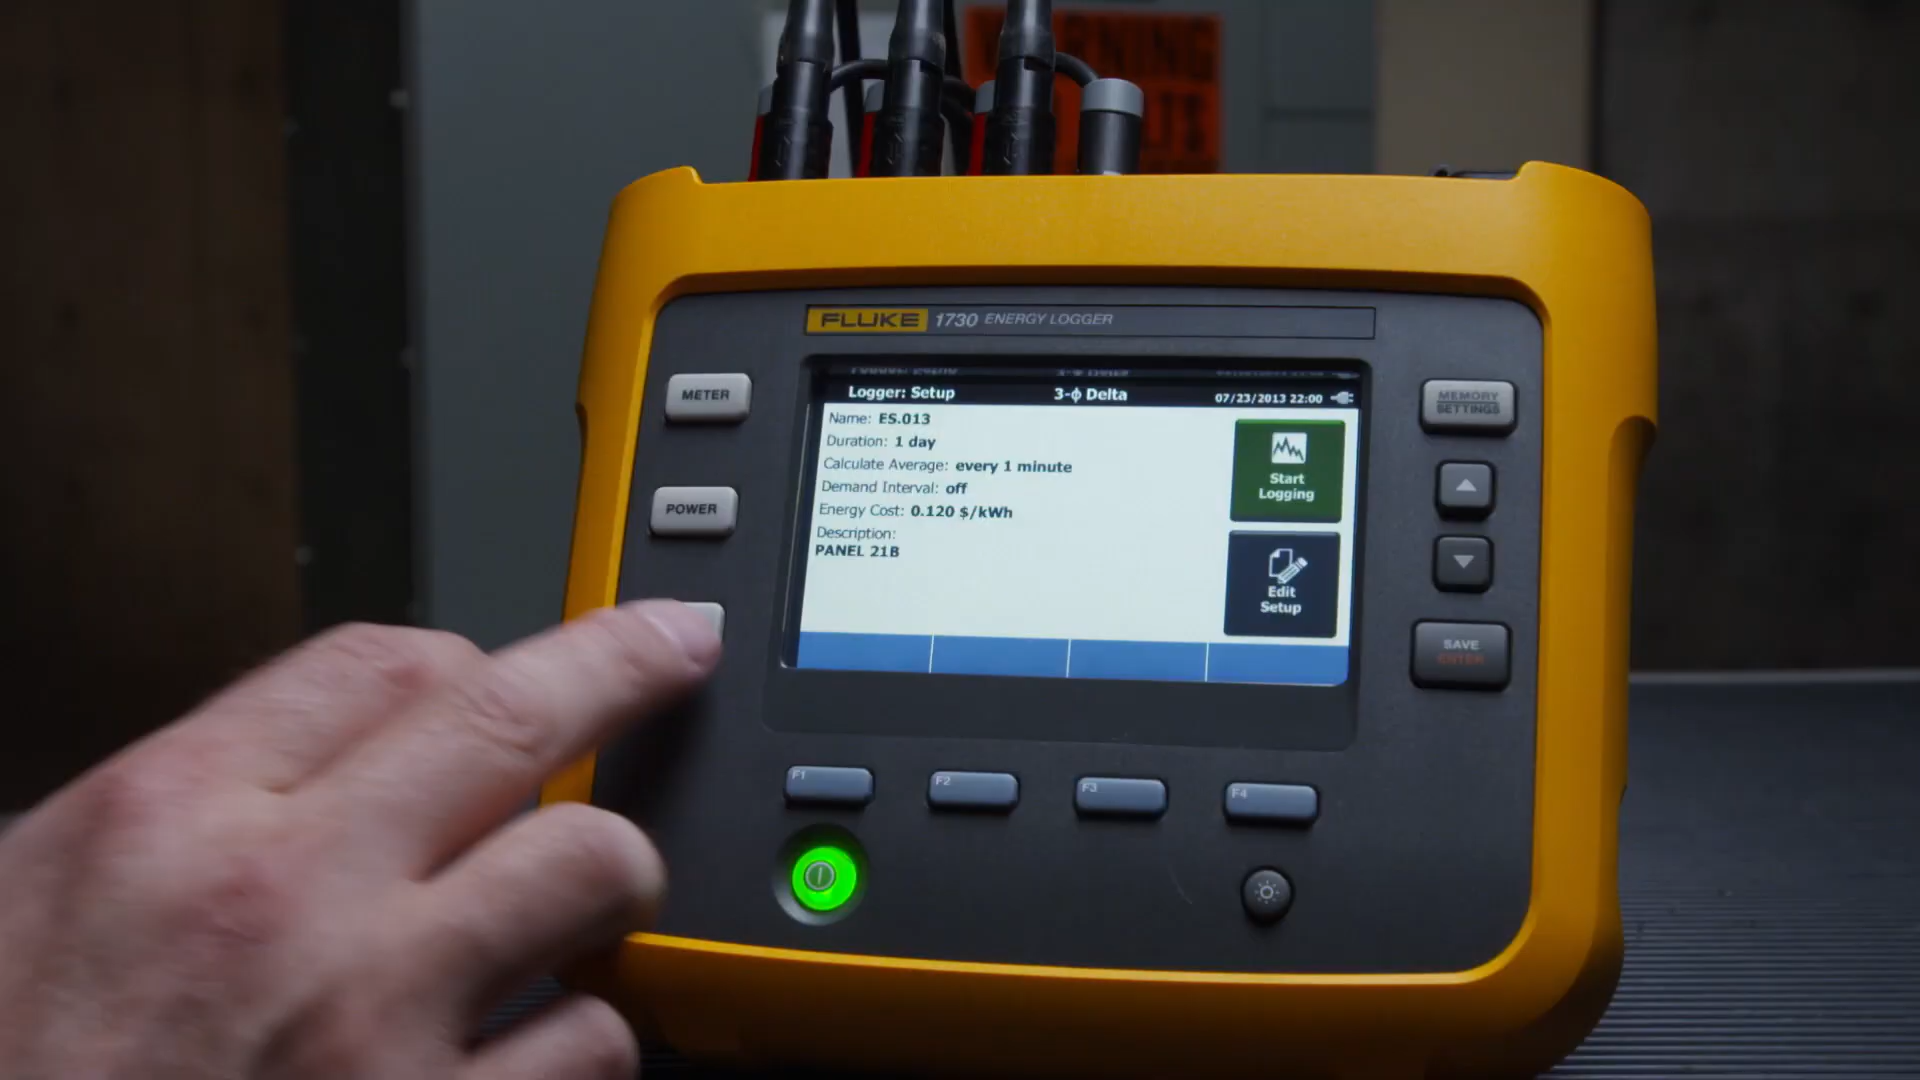 WARNING
FLUKE 1730 ENERGY LOGGER
METER
POWER
MEMORY
SETTINGS
SAVE
ENTER
Logger: Setup 3-ϕ Delta 07/23/2013 22:00
Name: ES.013
Duration: 1 day
Calculate Average: every 1 minute
Demand Interval: off
Energy Cost: 0.120 $/kWh
Description:
PANEL 21B
Start
Logging
Edit
Setup
F1 F2 F3 F4